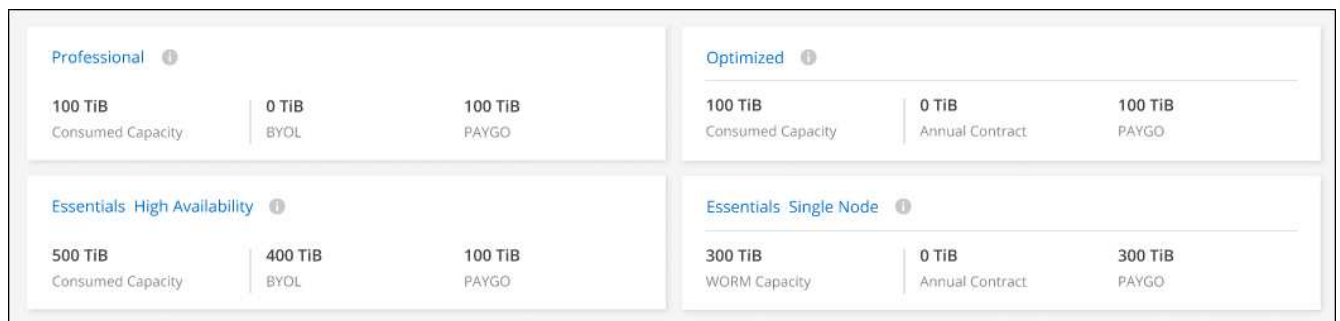 Professional
100 TiB 0 TiB 100 TiB
Consumed Capacity BYOL PAYGO
Optimized
100 TiB 0 TiB 100 TiB
Consumed Capacity Annual Contract PAYGO
Essentials High Availability
500 TiB 400 TiB 100 TiB
Consumed Capacity BYOL PAYGO
Essentials Single Node
300 TiB 0 TiB 300 TiB
WORM Capacity Annual Contract PAYGO